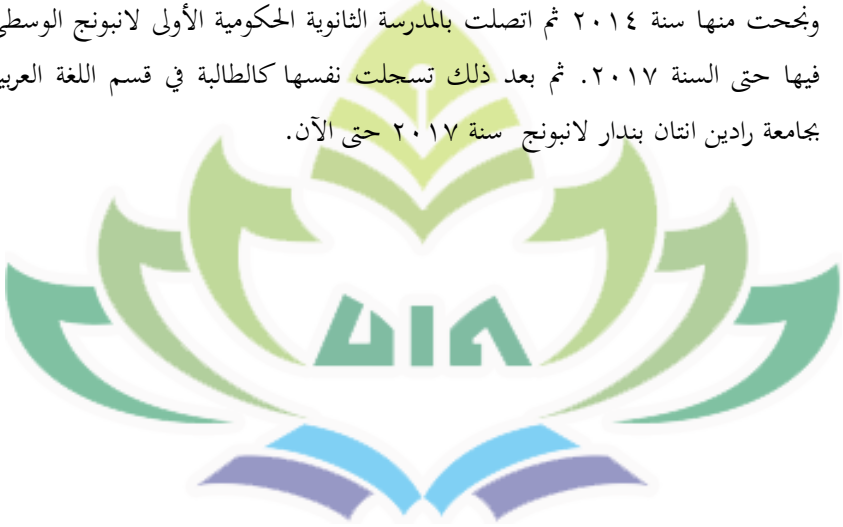 ونجحت منها سنة ٢٠١٤ ثم اتصلت بالمدرسة الثانوية الحكومية الأولى لانبونج الوسطى
فيها حتى السنة ٢٠١٧. ثم بعد ذلك تسجلت نفسها كالطالبة في قسم اللغة
بجامعة رادين انتان بندار لانبونج سنة ٢٠١٧ حتى الآن.